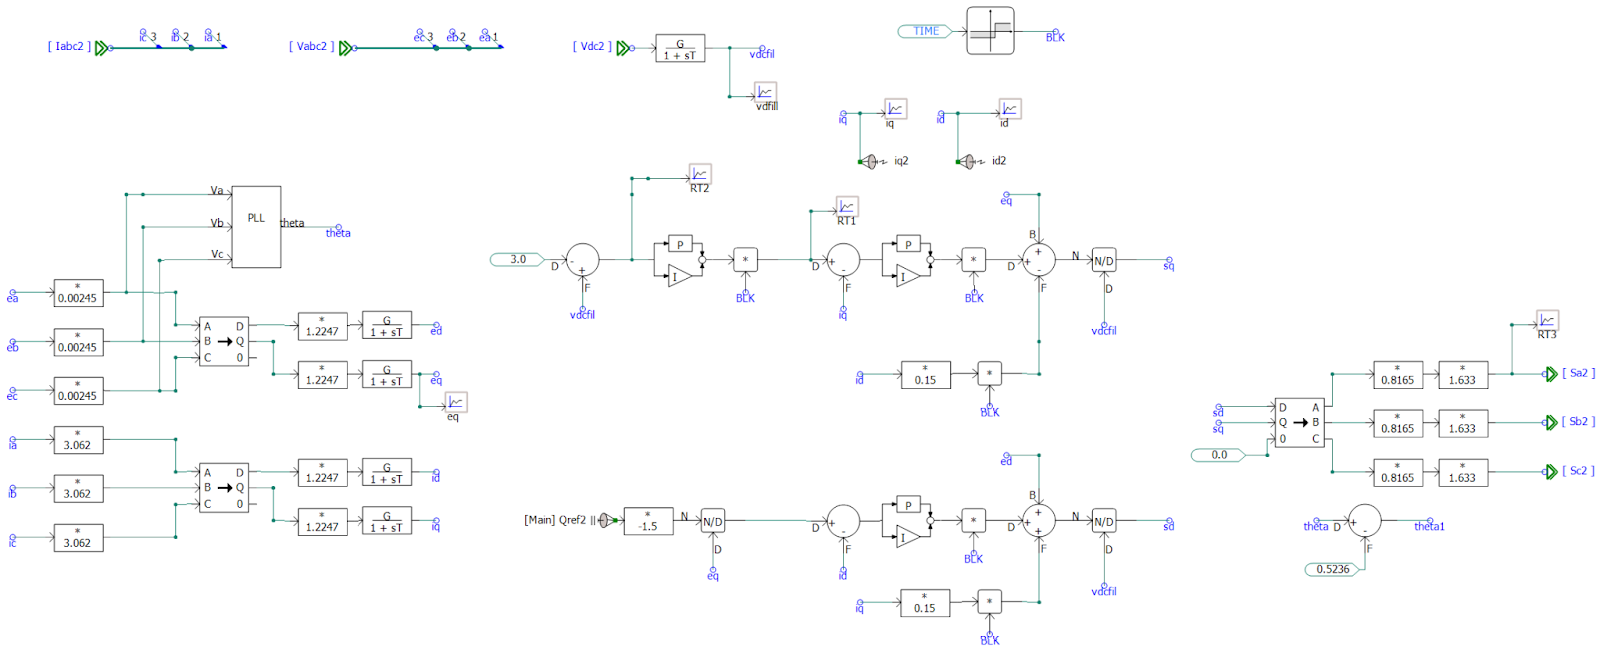 [ Iabc2 ]
ic 3
ib 2
ia 1
[ Vabc2 ]
ec 3
eb 2
ea 1
[ Vdc2 ]
G
1 + sT
vdcfil
vdfill
TIME
BLK
iq
iq
iq2
id
id
id2
Va
Vb
Vc
PLL
theta
theta
ea
*
0.00245
eb
*
0.00245
ec
*
0.00245
A
B
C
D
Q
0
*
1.2247
G
1 + sT
ed
*
1.2247
G
1 + sT
eq
eq
ia
*
3.062
ib
*
3.062
ic
*
3.062
A
B
C
D
Q
0
*
1.2247
G
1 + sT
id
*
1.2247
G
1 + sT
iq
3.0
D
-
+
F
vdcfil
RT2
P
I
*
BLK
RT1
D
+
-
F
iq
P
I
*
BLK
eq
B
D
+
+
-
F
N
N/D
D
vdcfil
sq
id
*
0.15
*
BLK
[Main] Qref2
*
-1.5
N
N/D
D
eq
D
+
-
F
id
P
I
*
BLK
ed
B
D
+
+
+
F
N
N/D
D
vdcfil
sd
iq
*
0.15
*
BLK
sd
sq
0.0
D
Q
0
A
B
C
*
0.8165
*
1.633
RT3
[ Sa2 ]
*
0.8165
*
1.633
[ Sb2 ]
*
0.8165
*
1.633
[ Sc2 ]
theta
D
+
-
F
theta1
0.5236